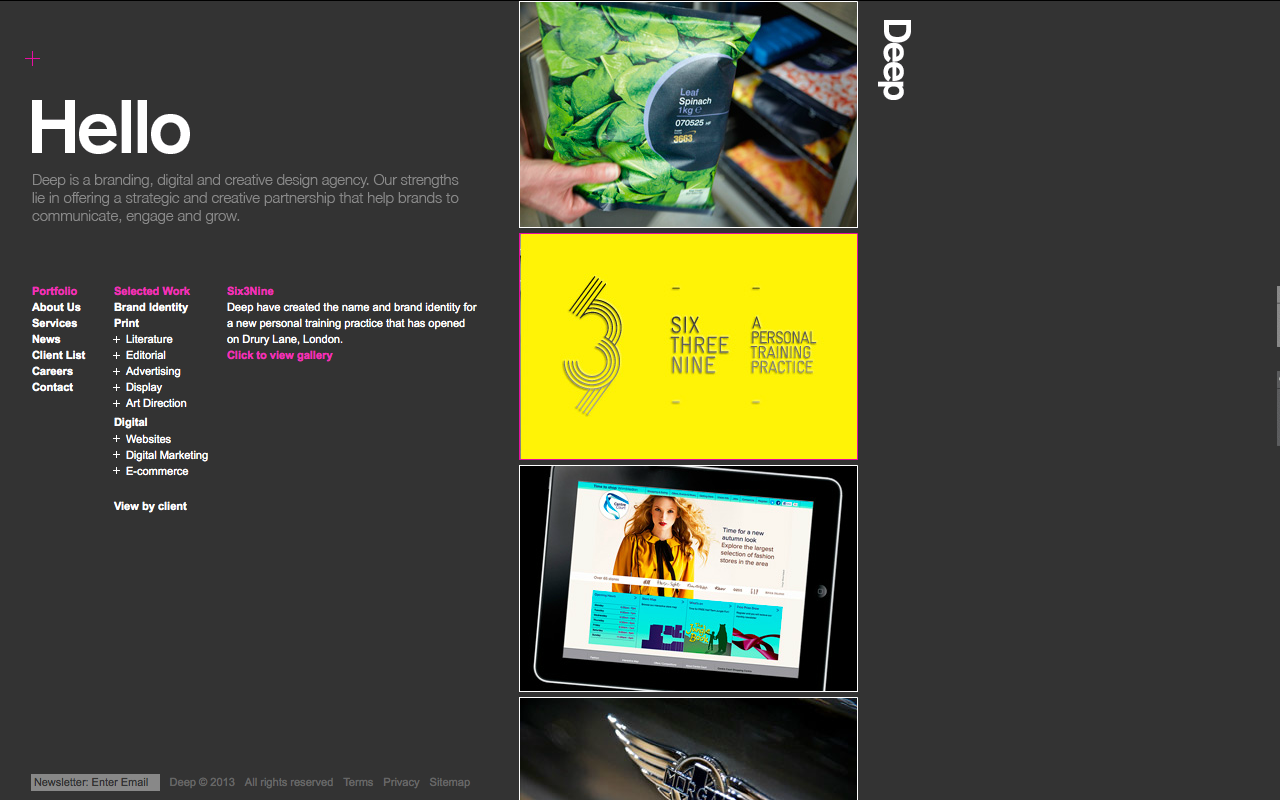 Hello
Deep is a branding, digital and creative design agency. Our strengths
lie in offering a strategic and creative partnership that help brands to
communicate, engage and grow.
Portfolio
About Us
Services
News
Client List
Careers
Contact
Selected Work
Brand Identity
Print
+ Literature
+ Editorial
+ Advertising
+ Display
+ Art Direction
Digital
+ Websites
+ Digital Marketing
+ E-commerce
View by client
Six3Nine
Deep have created the name and brand identity for
a new personal training practice that has opened
on Drury Lane, London.
Click to view gallery
Newsletter: Enter Email
Deep © 2013 All rights reserved Terms Privacy Sitemap
Leaf
Spinach
1kg ℮
070525 HF
3663
SIX
THREE
NINE
A
PERSONAL
TRAINING
PRACTICE
Time for a new
autumn look
Explore the largest
selection of fashion
stores in the area
Deep